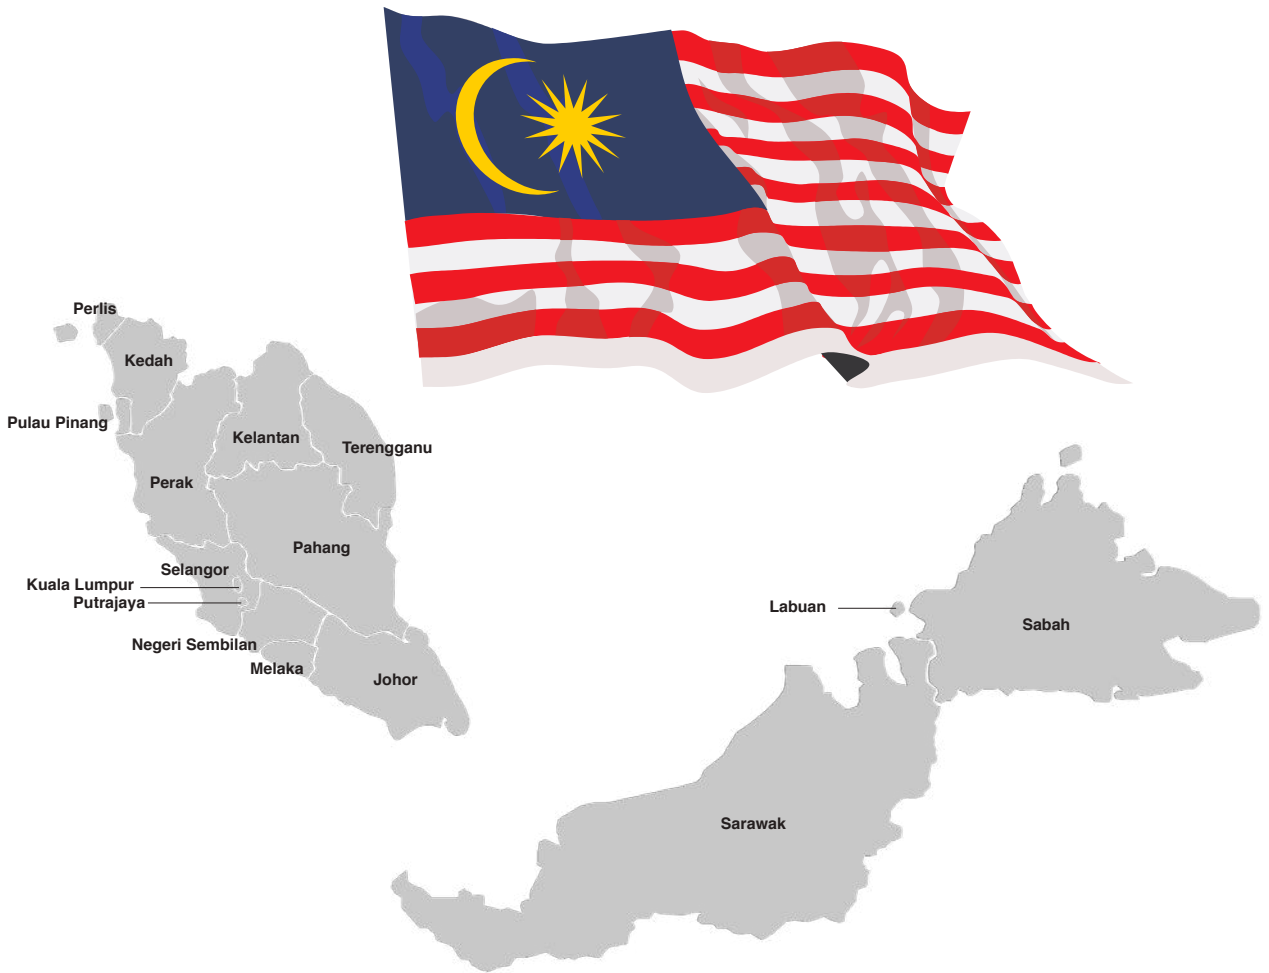 Perlis
Kedah
Pulau Pinang
Kelantan
Terengganu
Perak
Pahang
Selangor
Kuala Lumpur
Putrajaya
Negeri Sembilan
Melaka
Johor
Labuan
Sabah
Sarawak